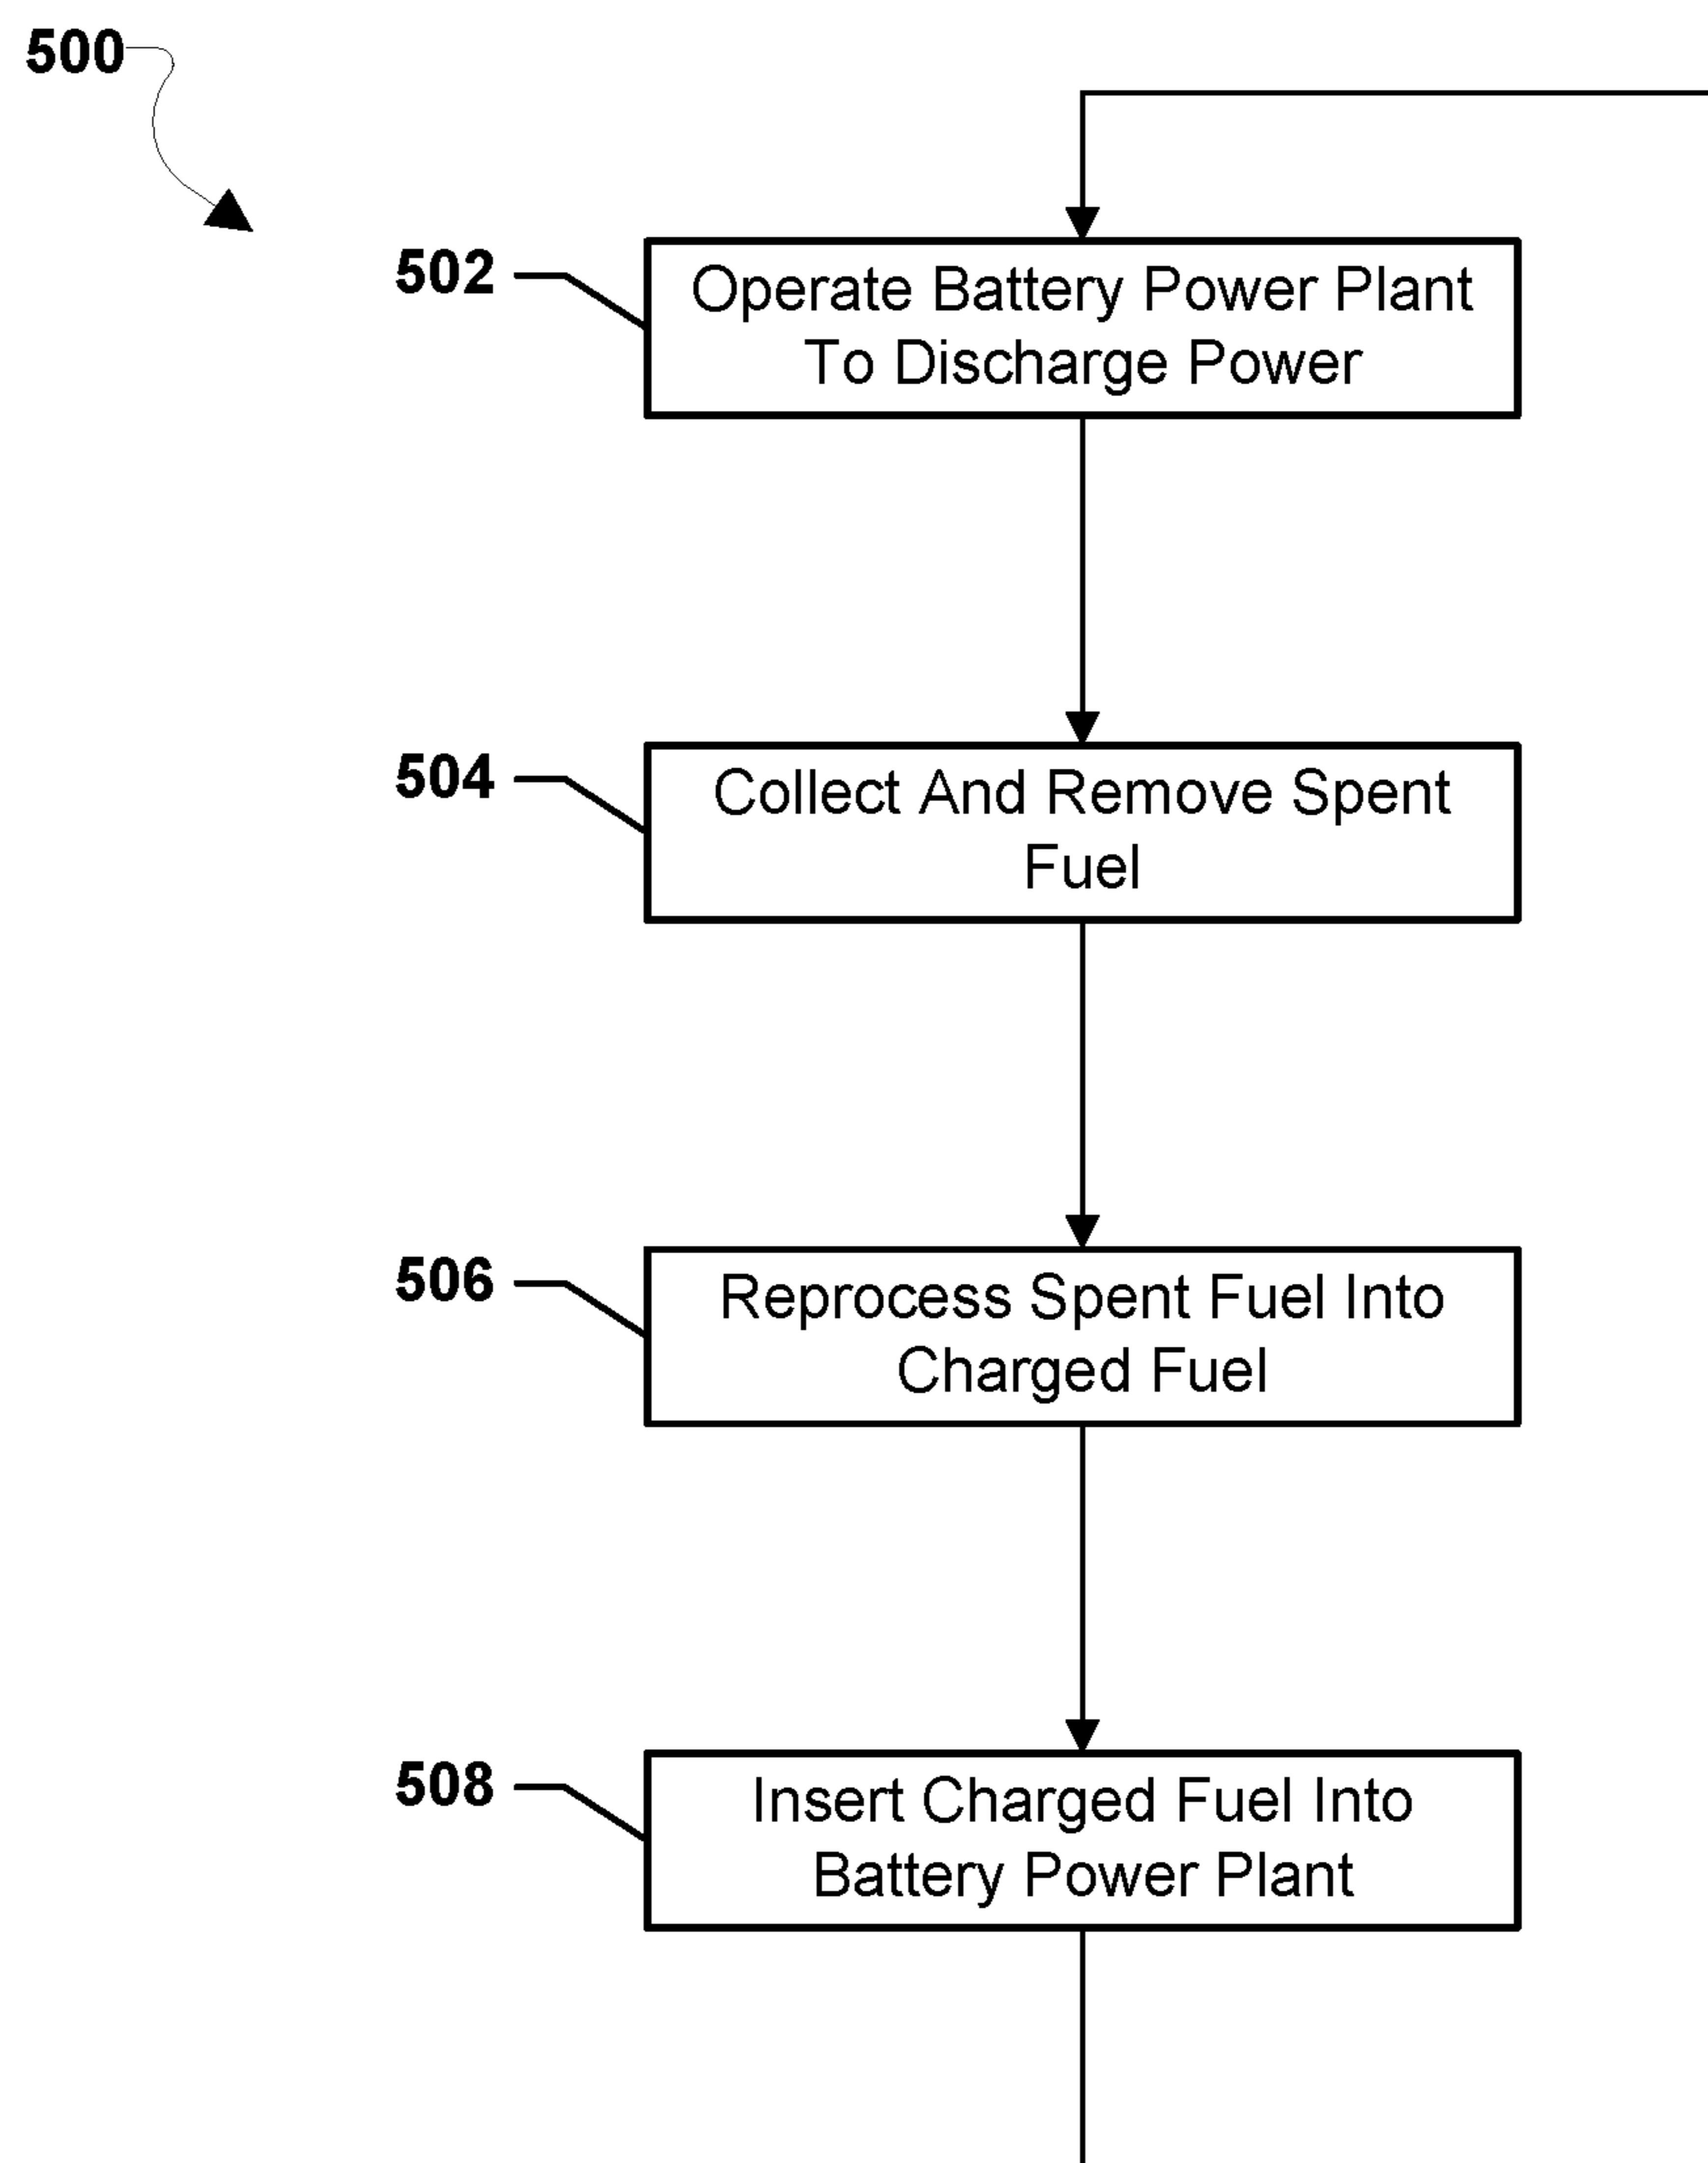 500
502
Operate Battery Power Plant
To Discharge Power
504
Collect And Remove Spent
Fuel
506
Reprocess Spent Fuel Into
Charged Fuel
508
Insert Charged Fuel Into
Battery Power Plant